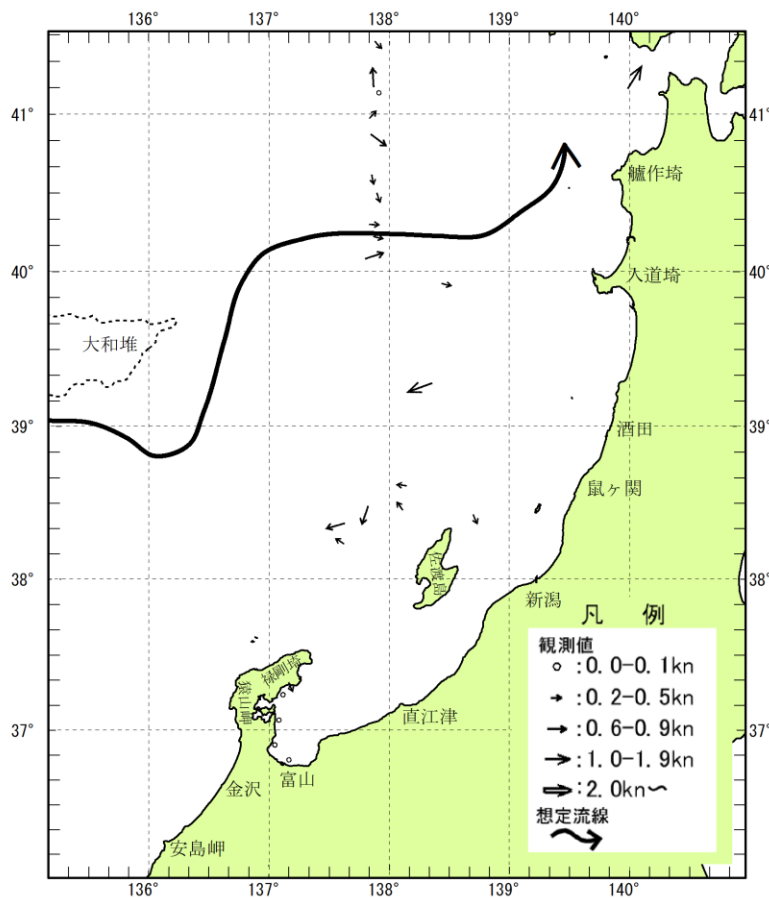 136° 137° 138° 139° 140°
41° 41°
艫作埼
40° 入道埼 40°
大和堆
39° 酒田 39°
鼠ヶ関
佐渡島
38° 38°
新潟
凡 例
観測値
:0.0-0.1kn
:0.2-0.5kn
:0.6-0.9kn
:1.0-1.9kn
:2.0kn〜
想定流線
禄剛埼
猿山岬
37° 直江津 37°
富山
金沢
安島岬
136° 137° 138° 139° 140°